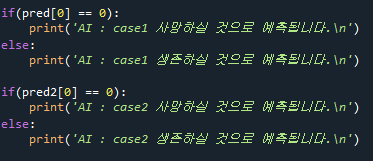 if(pred[0] == 0):
    print('AI : case1 사망하실 것으로 예측됩니다.\n')
else:
    print('AI : case1 생존하실 것으로 예측됩니다.\n')
if(pred2[0] == 0):
    print('AI : case2 사망하실 것으로 예측됩니다.\n')
else:
    print('AI : case2 생존하실 것으로 예측됩니다.\n')